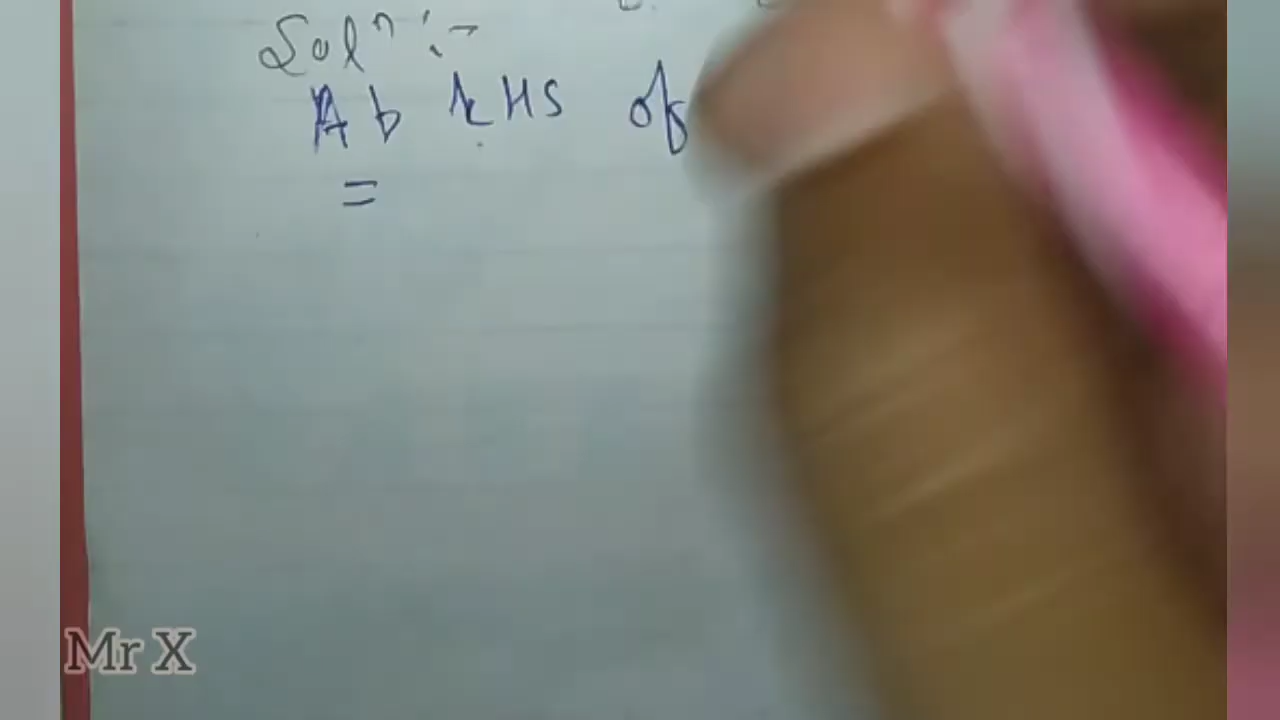 Solⁿ :-
Ab LHS of
=
Mr X